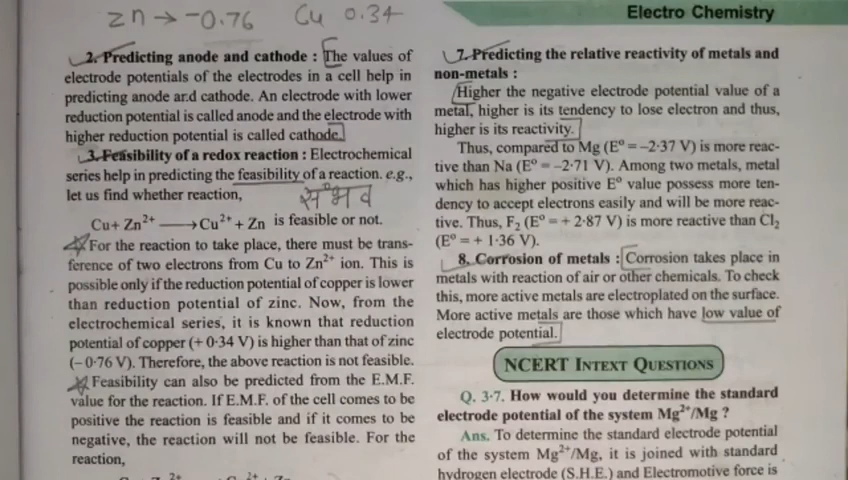 Zn → -0.76 Cu 0.34
2. Predicting anode and cathode : The values of
electrode potentials of the electrodes in a cell help in
predicting anode and cathode. An electrode with lower
reduction potential is called anode and the electrode with
higher reduction potential is called cathode.
3. Feasibility of a redox reaction : Electrochemical
series help in predicting the feasibility of a reaction. e.g.,
let us find whether reaction,
संभव
Cu+ Zn²⁺ ⟶ Cu²⁺ + Zn is feasible or not.
For the reaction to take place, there must be trans-
ference of two electrons from Cu to Zn²⁺ ion. This is
possible only if the reduction potential of copper is lower
than reduction potential of zinc. Now, from the
electrochemical series, it is known that reduction
potential of copper (+ 0·34 V) is higher than that of zinc
(– 0·76 V). Therefore, the above reaction is not feasible.
Feasibility can also be predicted from the E.M.F.
value for the reaction. If E.M.F. of the cell comes to be
positive the reaction is feasible and if it comes to be
negative, the reaction will not be feasible. For the
reaction,
Electro Chemistry
7. Predicting the relative reactivity of metals and
non-metals :
Higher the negative electrode potential value of a
metal, higher is its tendency to lose electron and thus,
higher is its reactivity.
Thus, compared to Mg (E° = –2·37 V) is more reac-
tive than Na (E° = –2·71 V). Among two metals, metal
which has higher positive E° value possess more ten-
dency to accept electrons easily and will be more reac-
tive. Thus, F₂ (E° = + 2·87 V) is more reactive than Cl₂
(E° = + 1·36 V).
8. Corrosion of metals : Corrosion takes place in
metals with reaction of air or other chemicals. To check
this, more active metals are electroplated on the surface.
More active metals are those which have low value of
electrode potential.
NCERT INTEXT QUESTIONS
Q. 3·7. How would you determine the standard
electrode potential of the system Mg²⁺/Mg ?
Ans. To determine the standard electrode potential
of the system Mg²⁺/Mg, it is joined with standard
hydrogen electrode (S.H.E.) and Electromotive force is